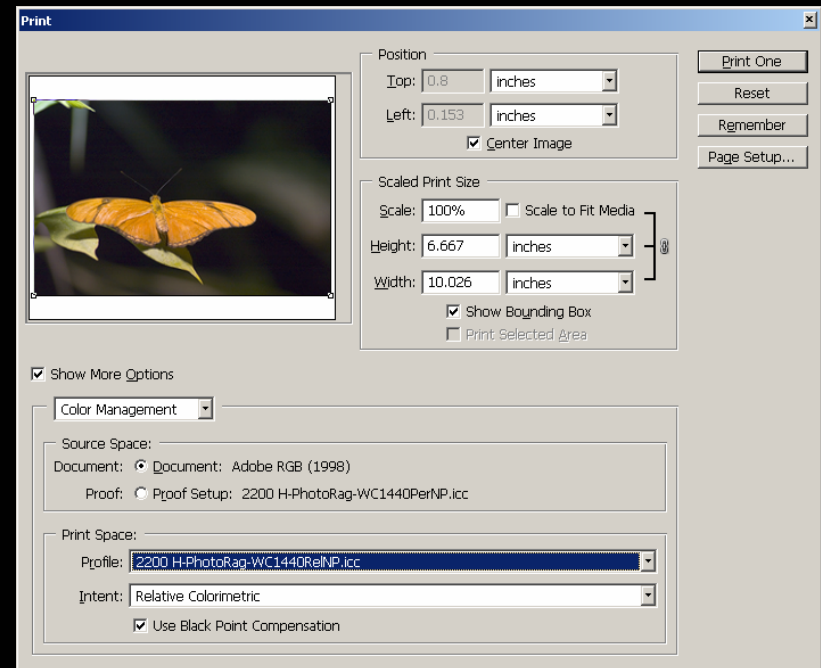 Print
Position
Top: 0.8 inches
Left: 0.153 inches
Center Image
Print One
Reset
Remember
Page Setup...
Scaled Print Size
Scale: 100% Scale to Fit Media
Height: 6.667 inches
Width: 10.026 inches
Show Bounding Box
Print Selected Area
Show More Options
Color Management
Source Space:
Document: Document: Adobe RGB (1998)
Proof: Proof Setup: 2200 H-PhotoRag-WC1440PerNP.icc
Print Space:
Profile: 2200 H-PhotoRag-WC1440RelNP.icc
Intent: Relative Colorimetric
Use Black Point Compensation